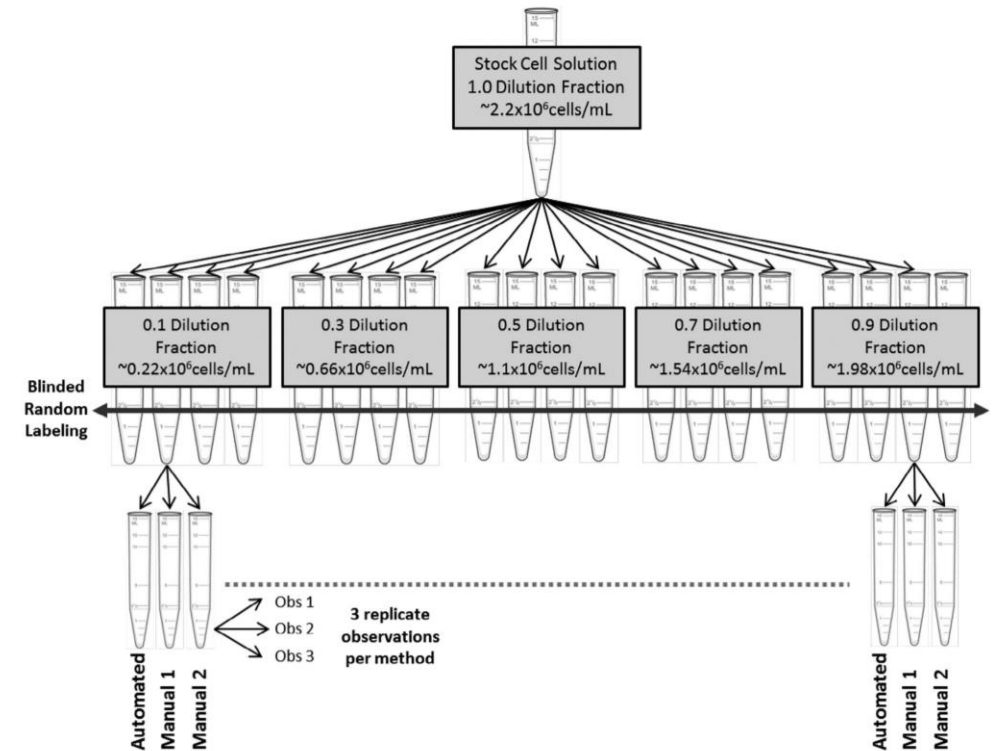 Stock Cell Solution
1.0 Dilution Fraction
~2.2x10⁶cells/mL
0.1 Dilution
Fraction
~0.22x10⁶cells/mL
0.3 Dilution
Fraction
~0.66x10⁶cells/mL
0.5 Dilution
Fraction
~1.1x10⁶cells/mL
0.7 Dilution
Fraction
~1.54x10⁶cells/mL
0.9 Dilution
Fraction
~1.98x10⁶cells/mL
Blinded
Random
Labeling
Obs 1
Obs 2
Obs 3
3 replicate
observations
per method
Automated
Manual 1
Manual 2
Automated
Manual 1
Manual 2